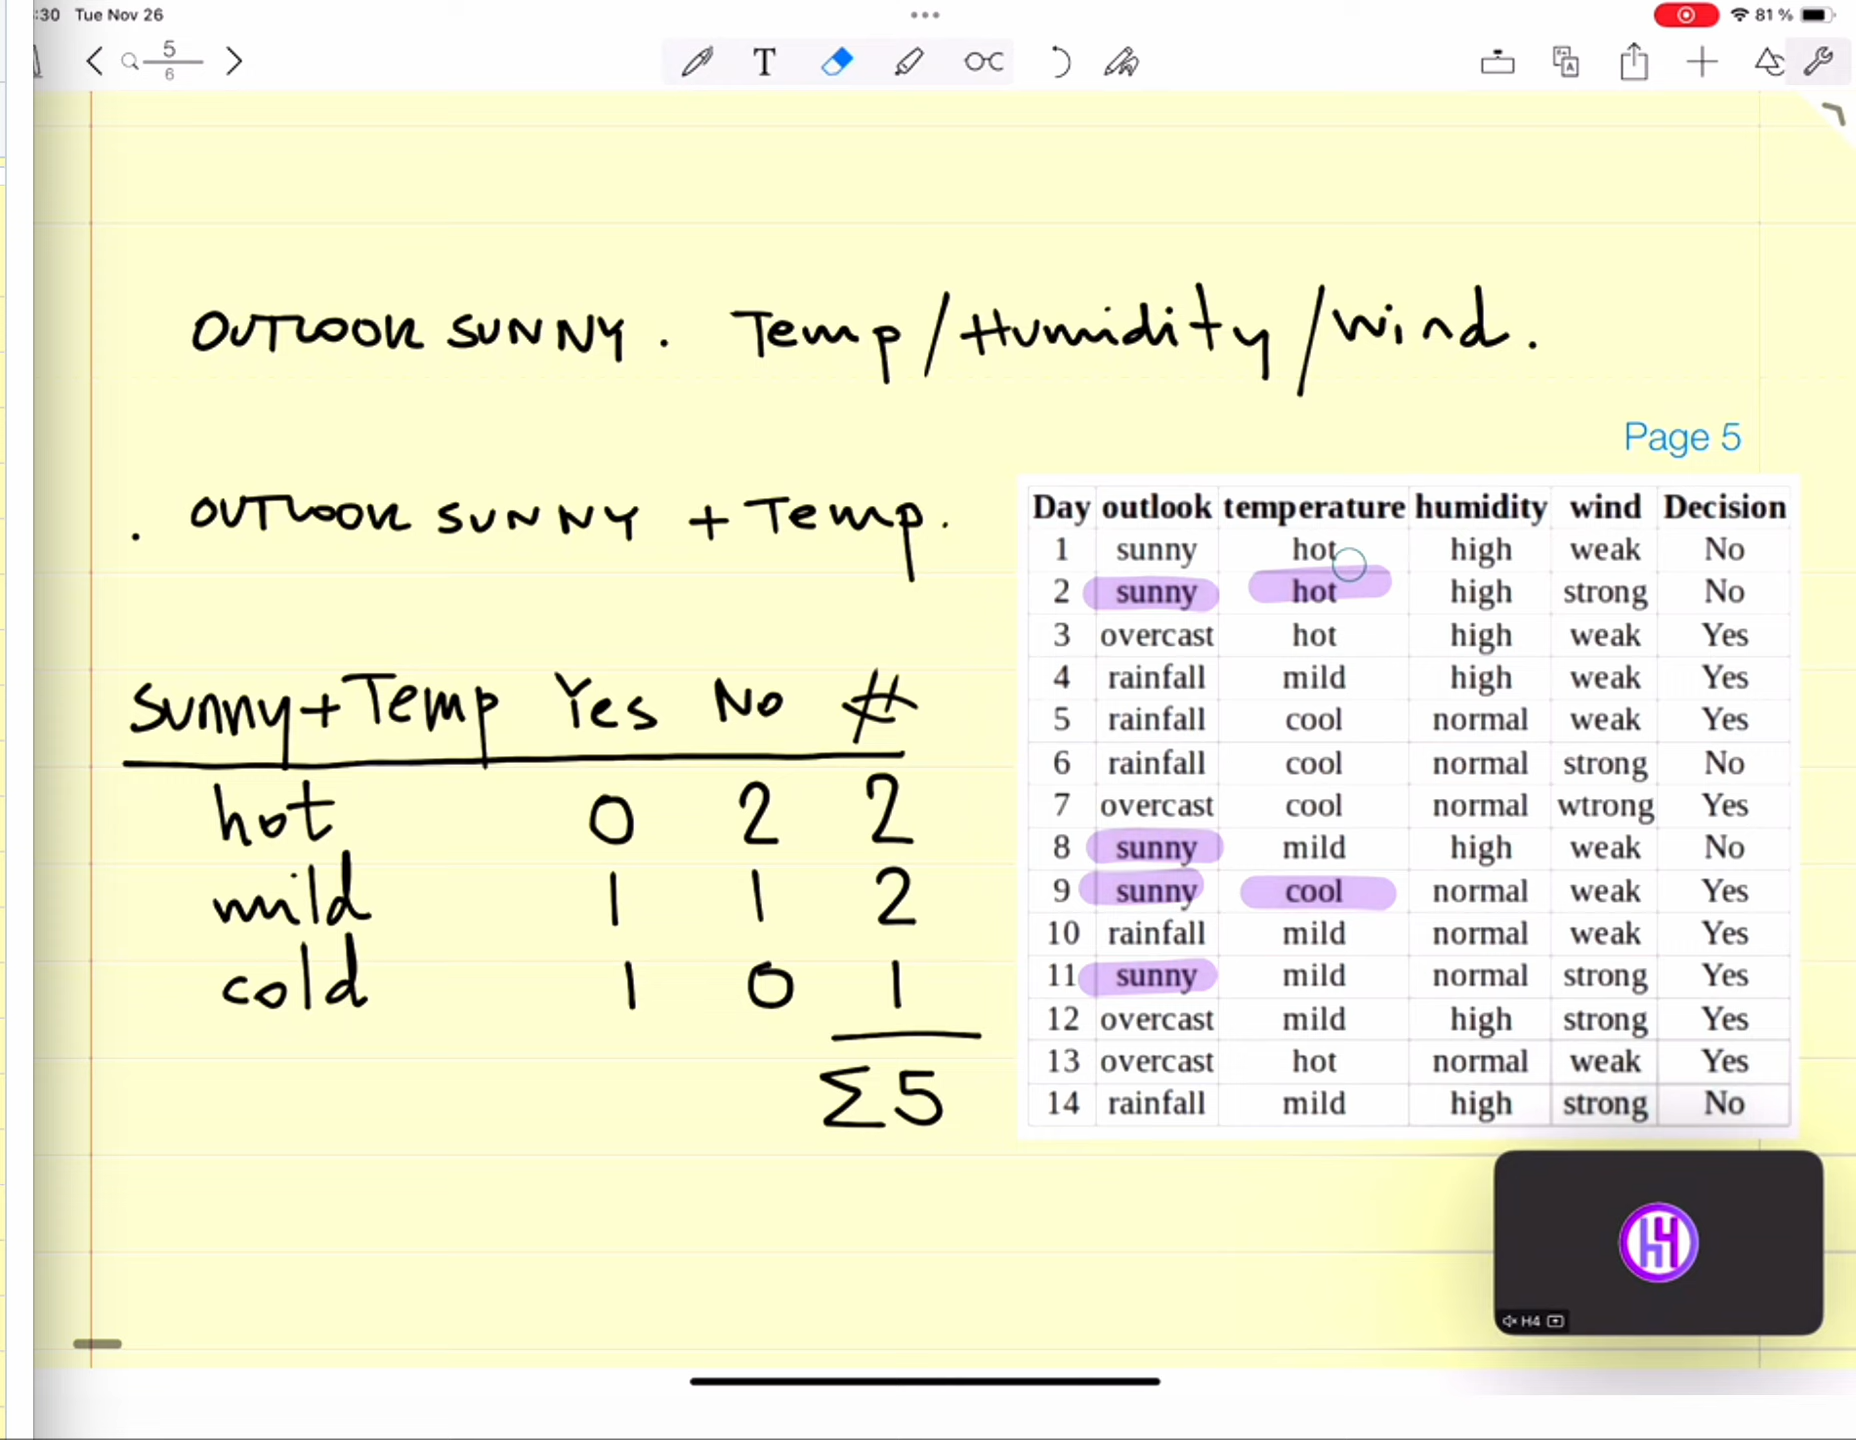 :30 Tue Nov 26
81 %
5
6
T
OUTLOOK SUNNY. Temp/Humidity/Wind.
Page 5
. OUTLOOK SUNNY + Temp.
Sunny+Temp Yes No #
hot 0 2 2
mild 1 1 2
cold 1 0 1
Σ5
Day outlook temperature humidity wind Decision
1 sunny hot high weak No
2 sunny hot high strong No
3 overcast hot high weak Yes
4 rainfall mild high weak Yes
5 rainfall cool normal weak Yes
6 rainfall cool normal strong No
7 overcast cool normal wtrong Yes
8 sunny mild high weak No
9 sunny cool normal weak Yes
10 rainfall mild normal weak Yes
11 sunny mild normal strong Yes
12 overcast mild high strong Yes
13 overcast hot normal weak Yes
14 rainfall mild high strong No
H4